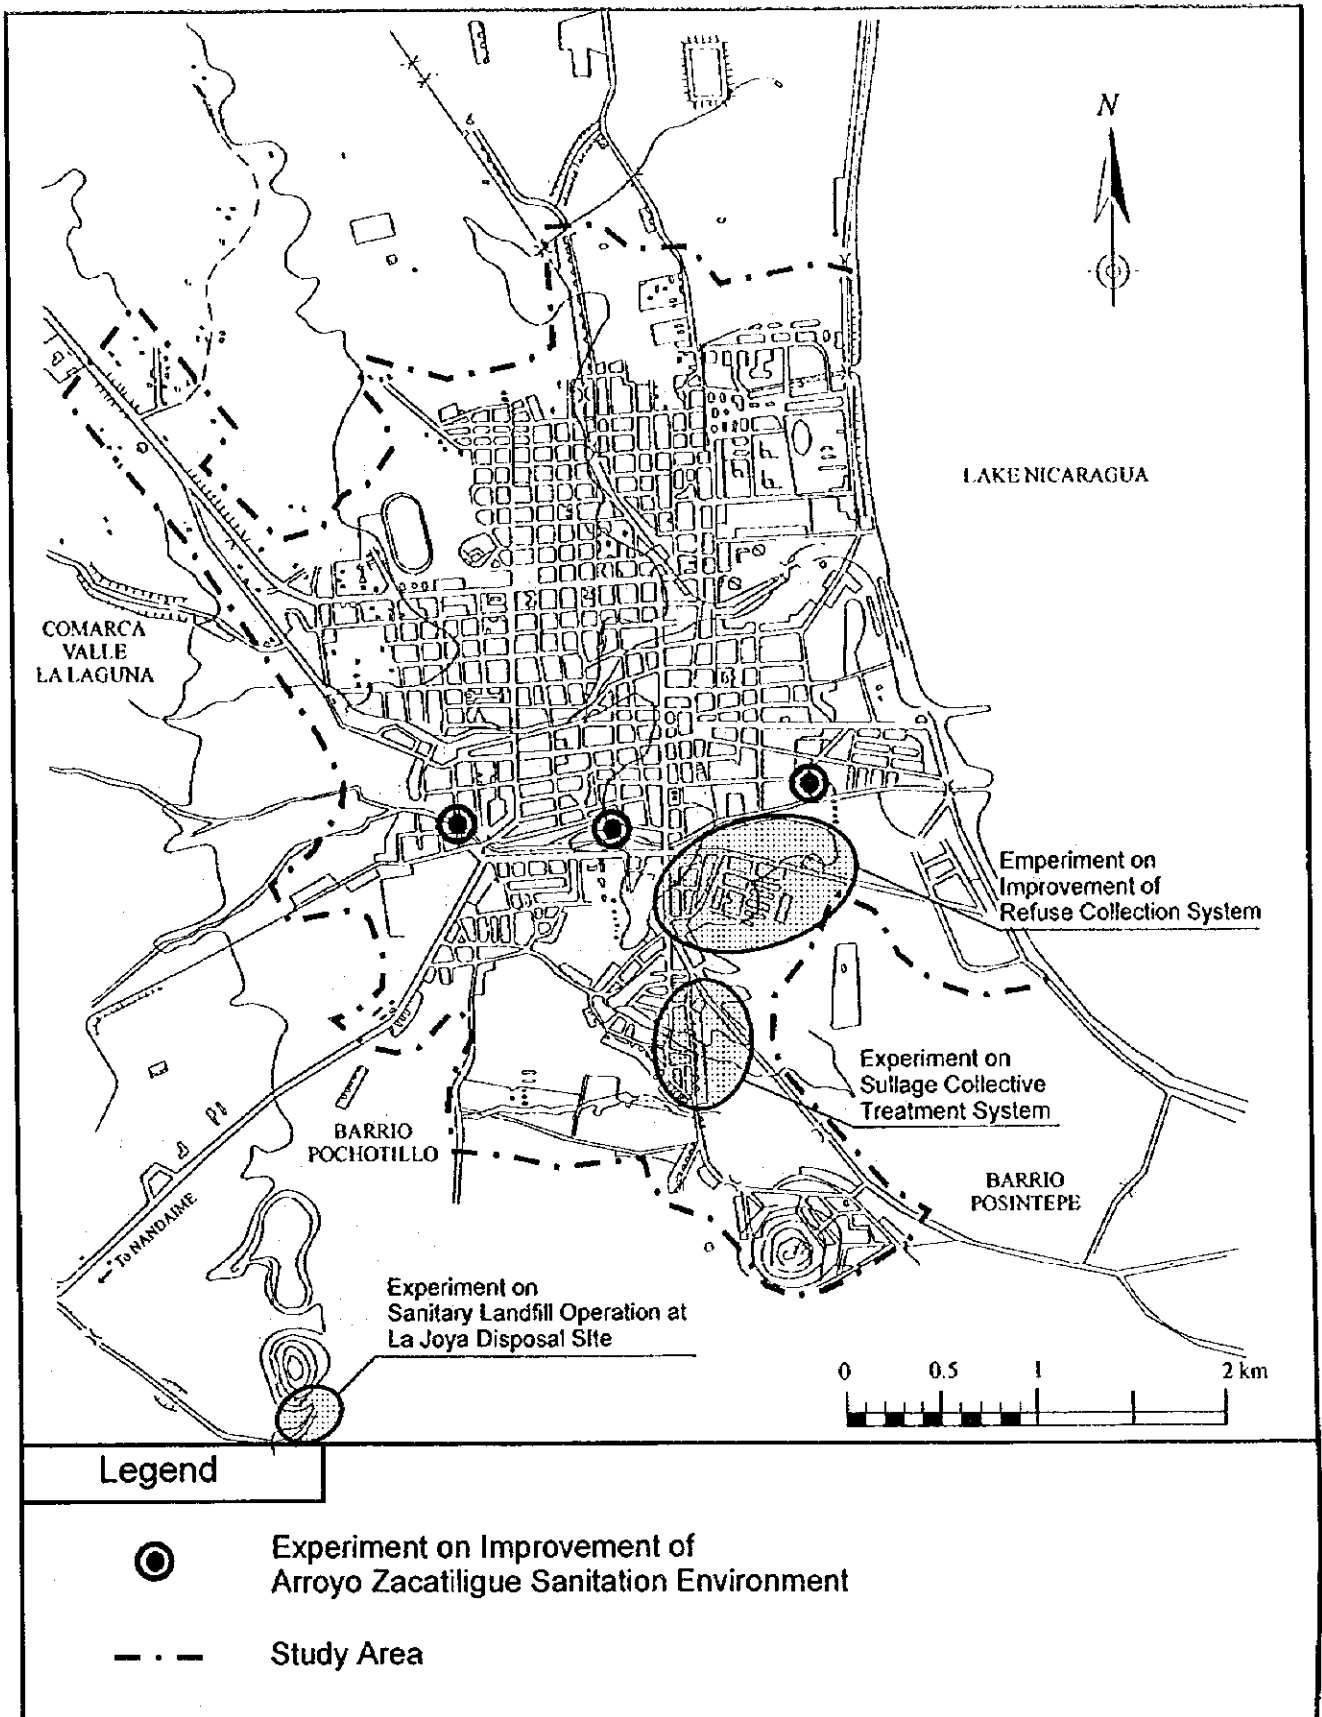 N
LAKE NICARAGUA
COMARCA
VALLE
LA LAGUNA
Emperiment on
Improvement of
Refuse Collection System
Experiment on
Sullage Collective
Treatment System
BARRIO
POCHOTILLO
BARRIO
POSINTEPE
To NANDAIME
Experiment on
Sanitary Landfill Operation at
La Joya Disposal Site
0 0.5 1 2 km
Legend
Experiment on Improvement of
Arroyo Zacatiligue Sanitation Environment
Study Area